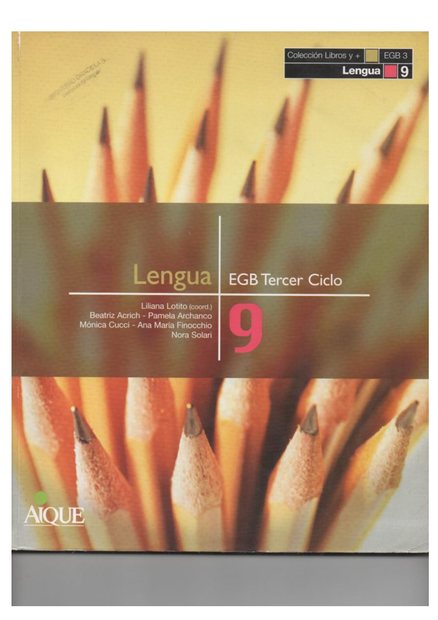 Colección Libros y +
EGB 3
Lengua
9
Lengua
EGB Tercer Ciclo
Liliana Lotito (coord.)
Beatriz Acrich - Pamela Archanco
Mónica Cucci - Ana María Finocchio
Nora Solari
9
AIQUE